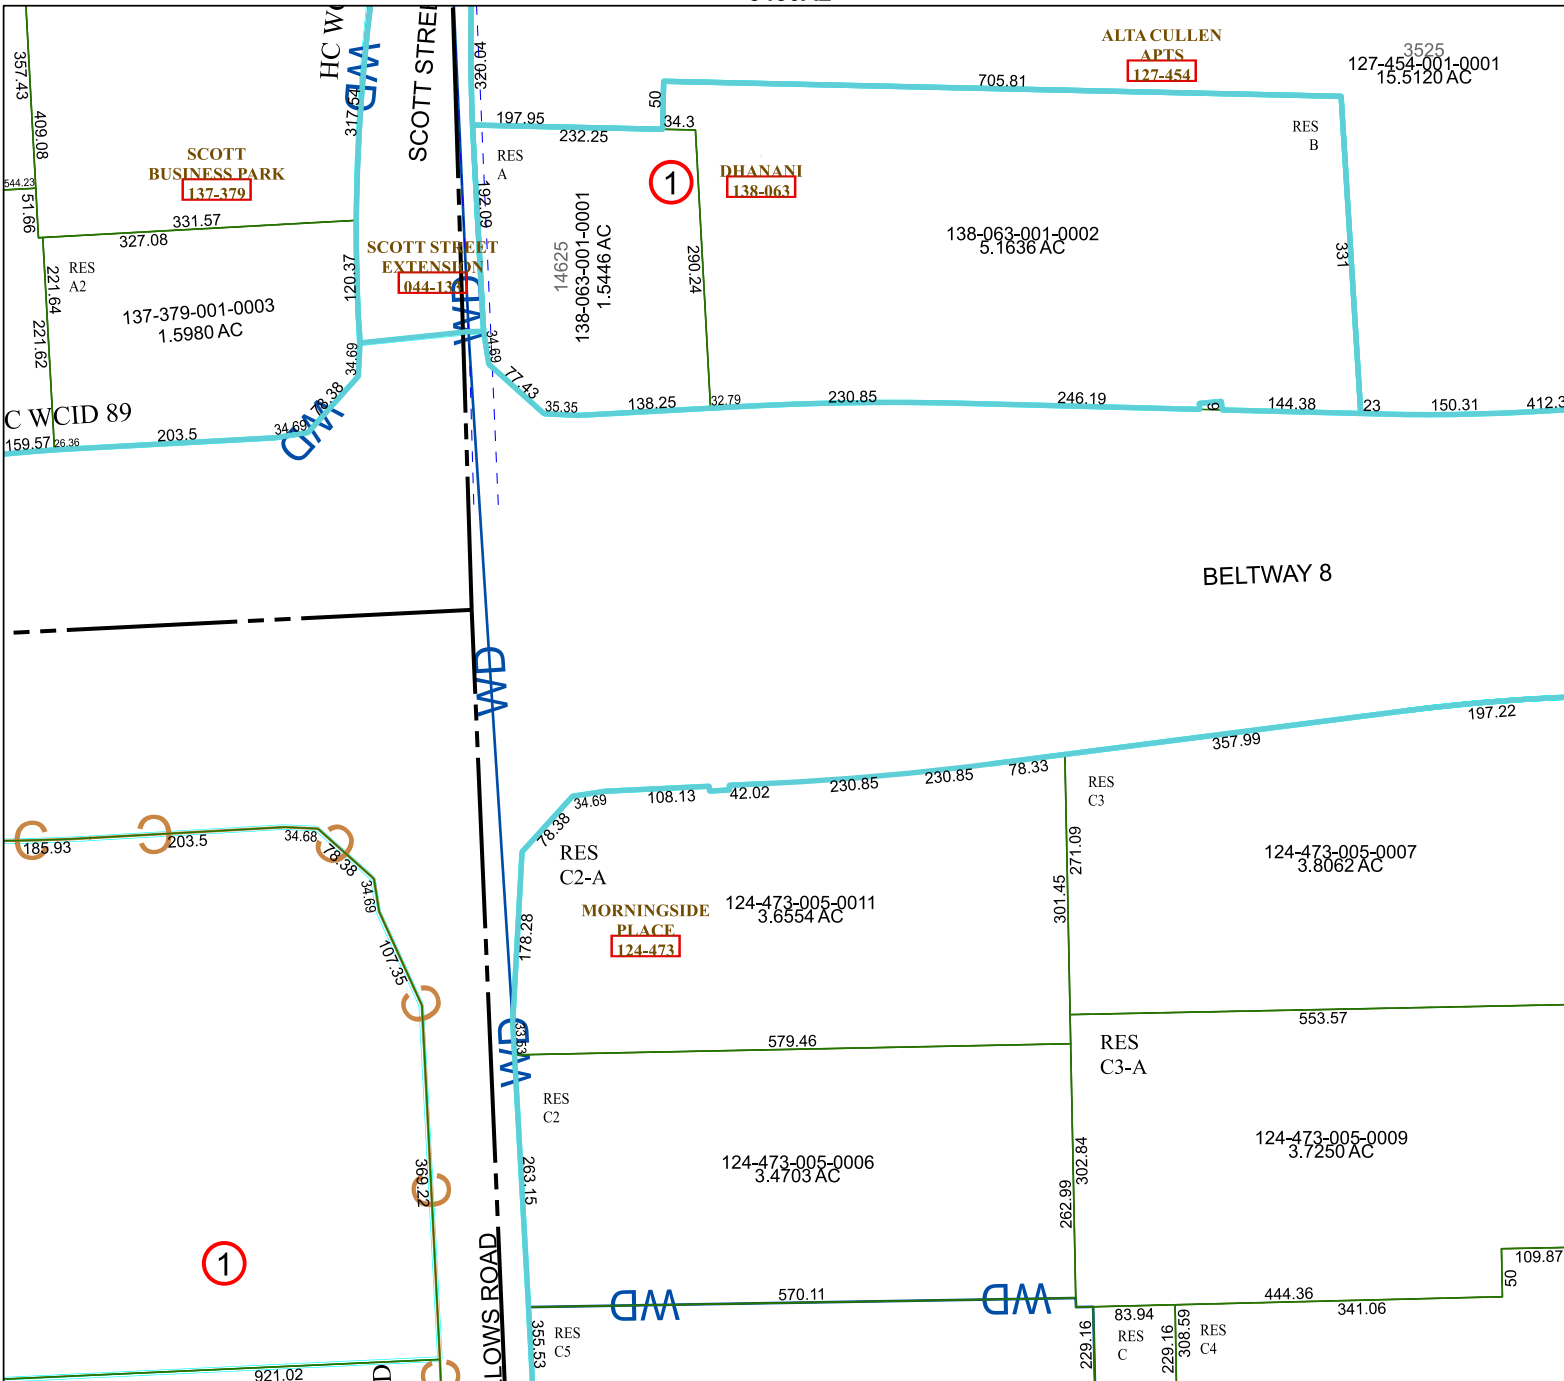 357.43
409.08
544.23
51.66
SCOTT
BUSINESS PARK
137-379
331.57
327.08
RES
A2
221.64
221.62
137-379-001-0003
1.5980 AC
120.37
34.69
78.38
34.69
C WCID 89
159.57
26.36
203.5
WD
HC
WD
317.54
SCOTT
320.04
SCOTT STREET
EXTENSION
WD
197.95
232.25
50
34.3
RES
A
192.09
34.69
77.43
35.35
14625
138-063-001-0001
1.5446 AC
1
290.24
138.25
32.79
DHANANI
138-063
705.81
ALTA CULLEN
APTS
127-454
3525
127-454-001-0001
15.5120 AC
RES
B
138-063-001-0002
5.1636 AC
331
230.85
246.19
144.38
23
150.31
BELTWAY 8
WD
185.93
203.5
34.68
78.38
34.69
107.35
369.22
1
921.02
D
LOWS ROAD
34.69
108.13
42.02
230.85
230.85
78.33
357.99
197.22
78.38
RES
C2-A
178.28
MORNINGSIDE
PLACE
124-473
124-473-005-0011
3.6554 AC
RES
C3
271.09
301.45
124-473-005-0007
3.8062 AC
553.57
WD
579.46
RES
C2
263.15
124-473-005-0006
3.4703 AC
RES
C3-A
302.84
262.99
124-473-005-0009
3.7250 AC
109.87
50
WD
570.11
WD
83.94
444.36
341.06
355.53
RES
C5
229.16
RES
C
229.16
308.59
RES
C4